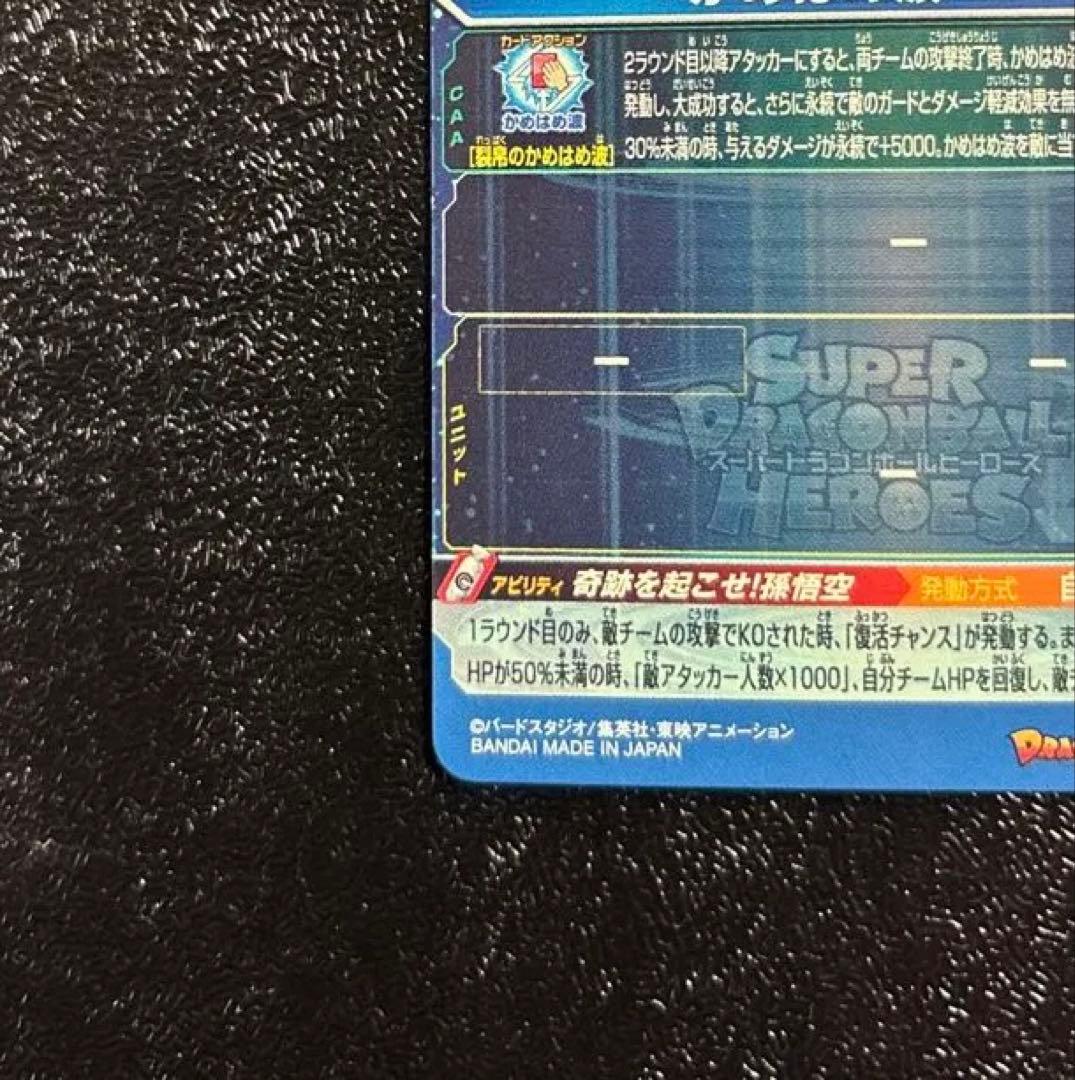 カードアクション
かめはめ波
CAA
[裂帛のかめはめ波]
2ラウンド目以降アタッカーにすると、両チームの攻撃終了時、かめはめ波
発動し、大成功すると、さらに永続で敵のガードとダメージ軽減効果を無
30%未満の時、与えるダメージが永続で+5000。かめはめ波を敵に当
ー
ユニット
ー
ー
ー
SUPER
DRAGONBALL
スーパードラゴンボールヒーローズ
HEROES
アビリティ 奇跡を起こせ!孫悟空 発動方式 自
1ラウンド目のみ、敵チームの攻撃でKOされた時、「復活チャンス」が発動する。ま
HPが50%未満の時、「敵アタッカー人数×1000」、自分チームHPを回復し、敵
©バードスタジオ/集英社・東映アニメーション
BANDAI MADE IN JAPAN
DRA